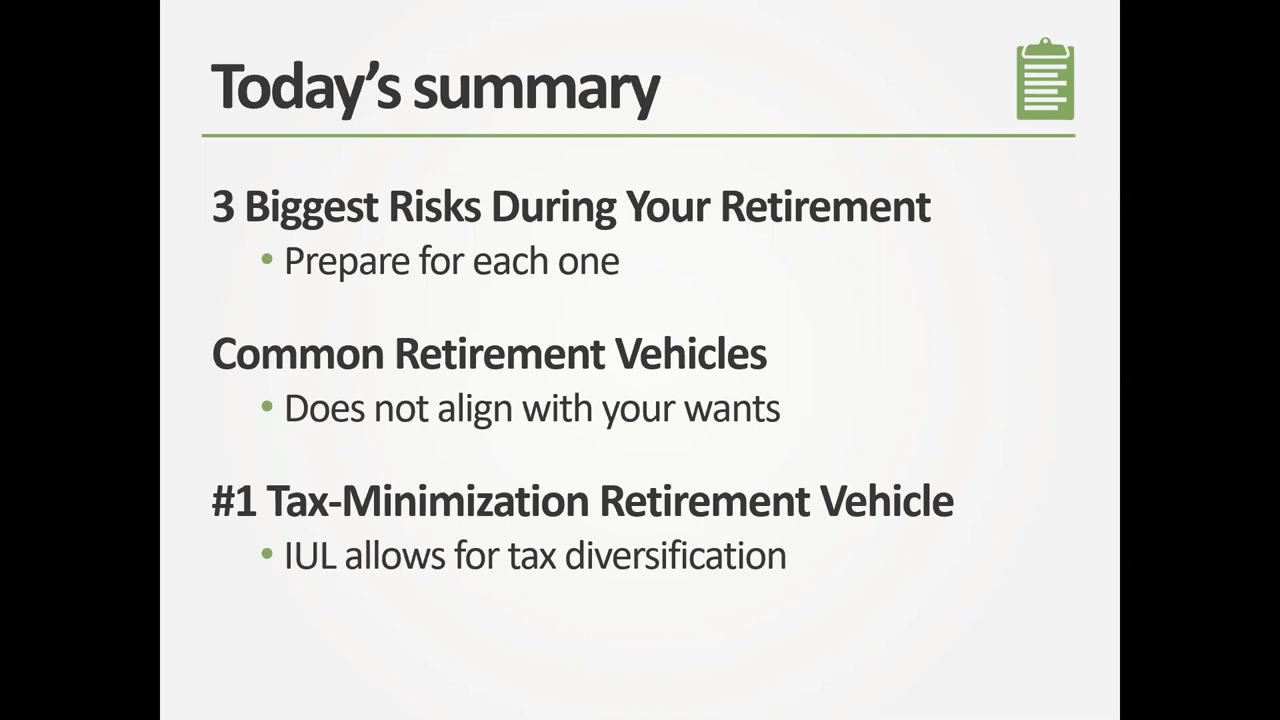 Today’s summary
3 Biggest Risks During Your Retirement
• Prepare for each one
Common Retirement Vehicles
• Does not align with your wants
#1 Tax-Minimization Retirement Vehicle
• IUL allows for tax diversification